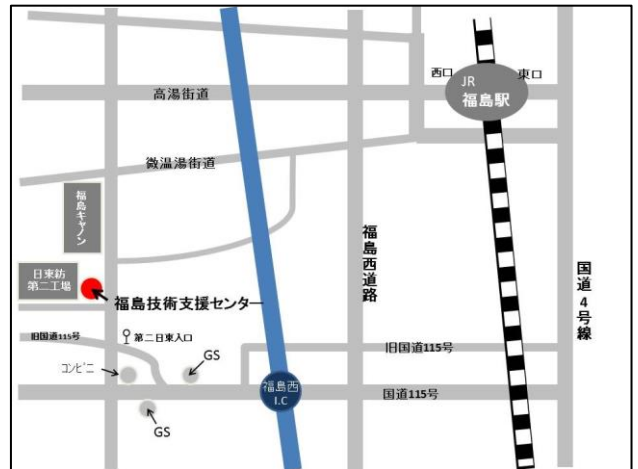 西口
JR
福島駅
東口
高湯街道
微温湯街道
福島キヤノン
日東紡
第二工場
福島技術支援センター
福島西道路
国道4号線
旧国道115号
第二日東入口
旧国道115号
コンビニ
GS
福島西
I.C
国道115号
GS